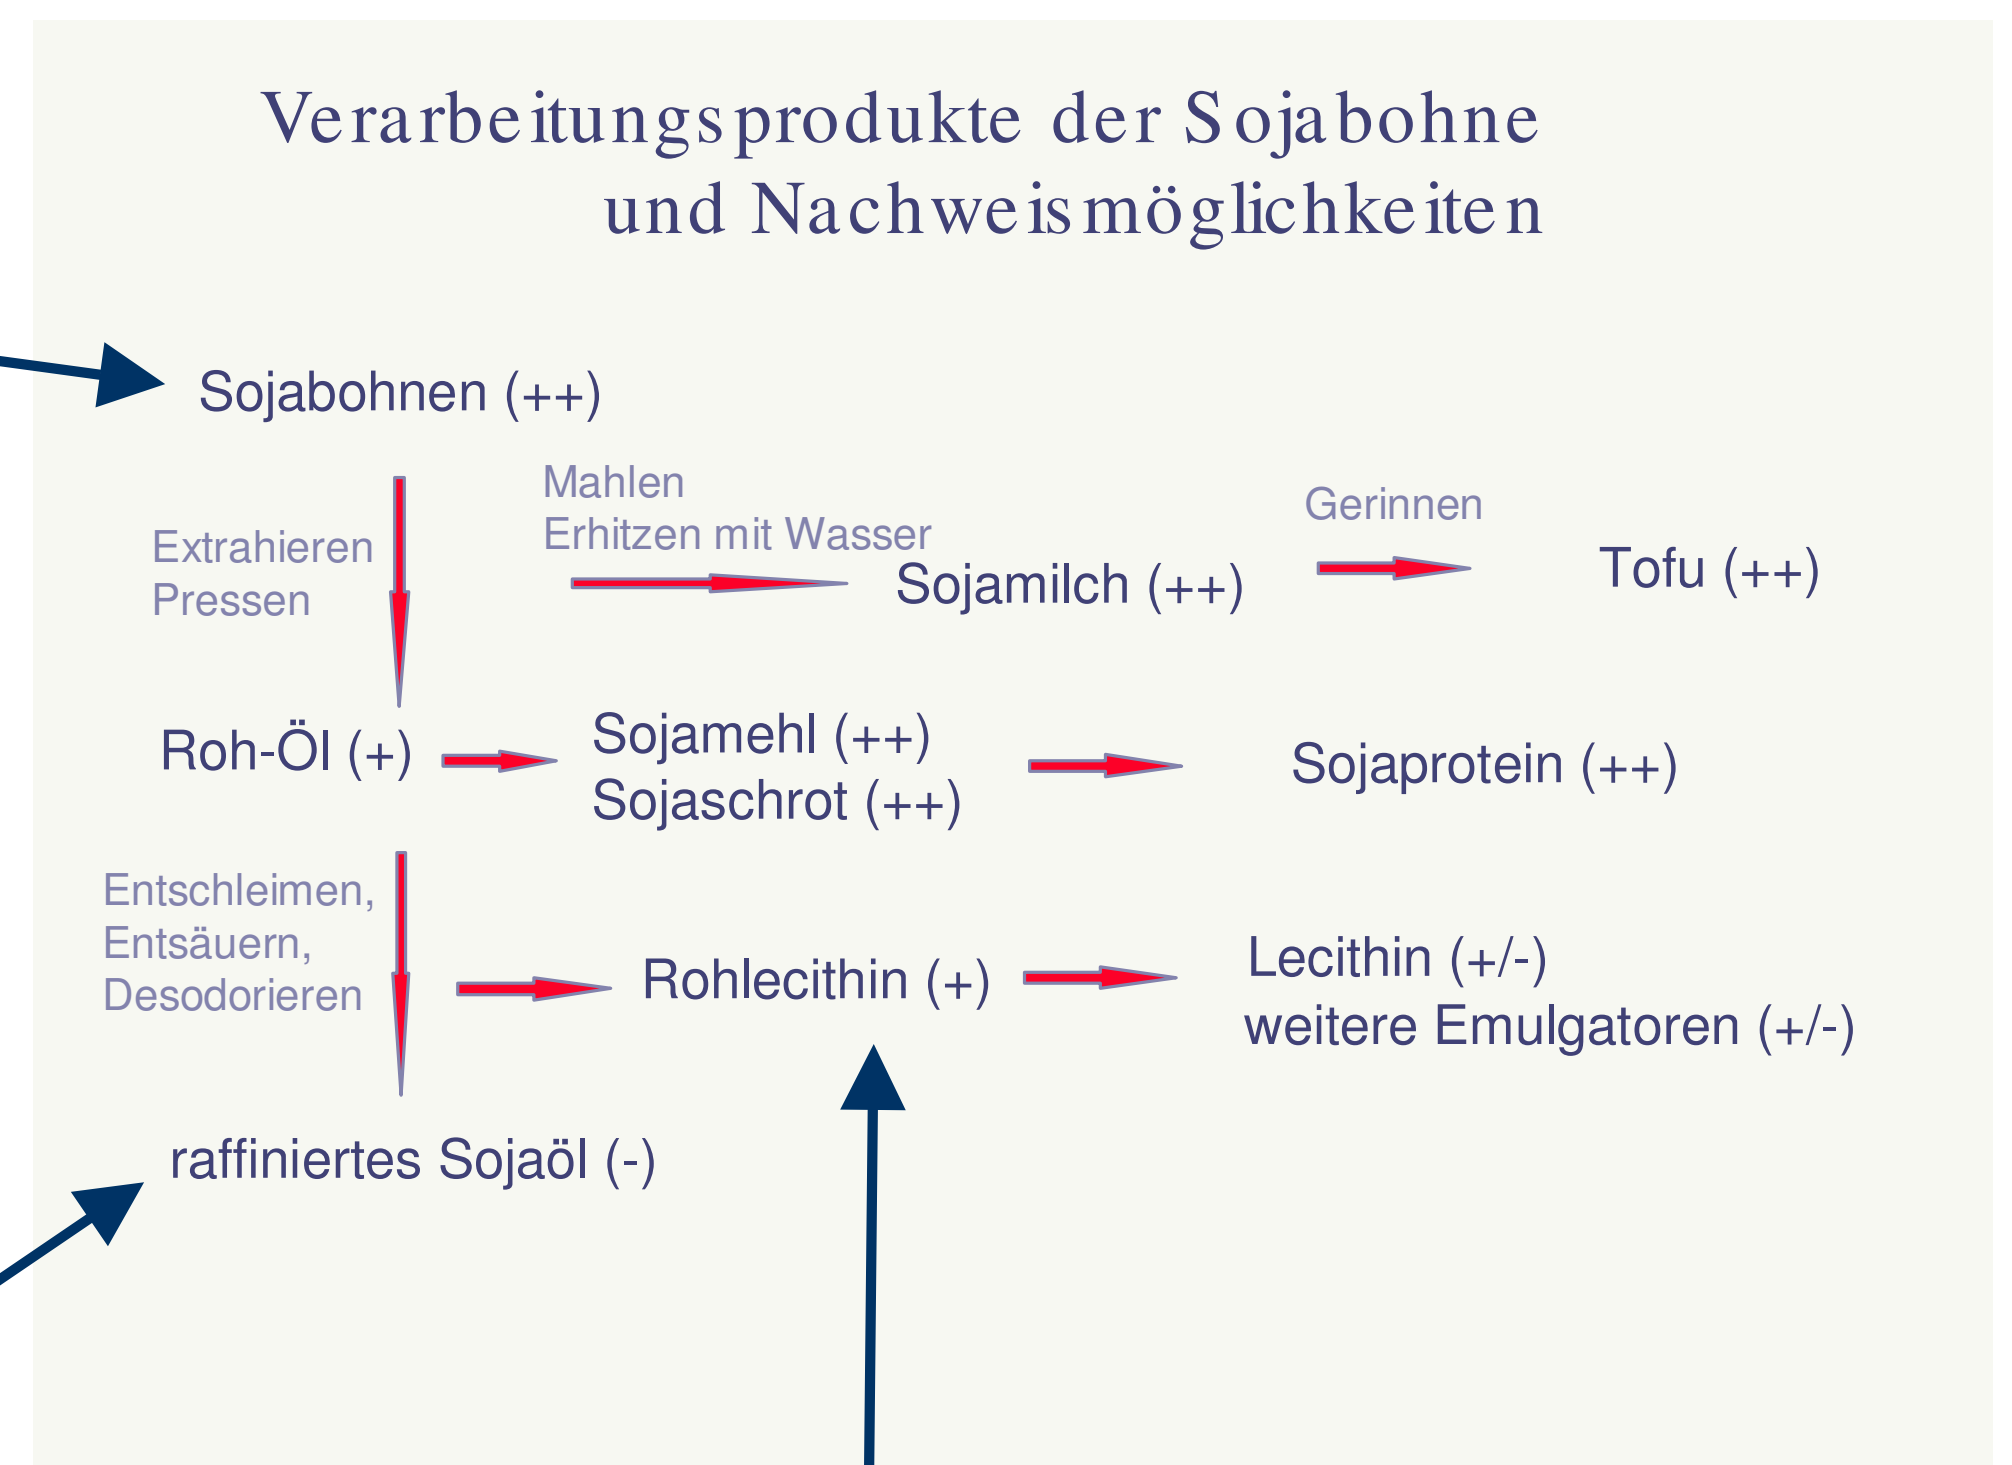 Verarbeitungsprodukte der Sojabohne
und Nachweismöglichkeiten
Sojabohnen (++)
Mahlen
Erhitzen mit Wasser
Gerinnen
Extrahieren
Pressen
Sojamilch (++)
Tofu (++)
Roh-Öl (+)
Sojamehl (++)
Sojaschrot (++)
Sojaprotein (++)
Entschleimen,
Entsäuern,
Desodorieren
Rohlecithin (+)
Lecithin (+/-)
weitere Emulgatoren (+/-)
raffiniertes Sojaöl (-)